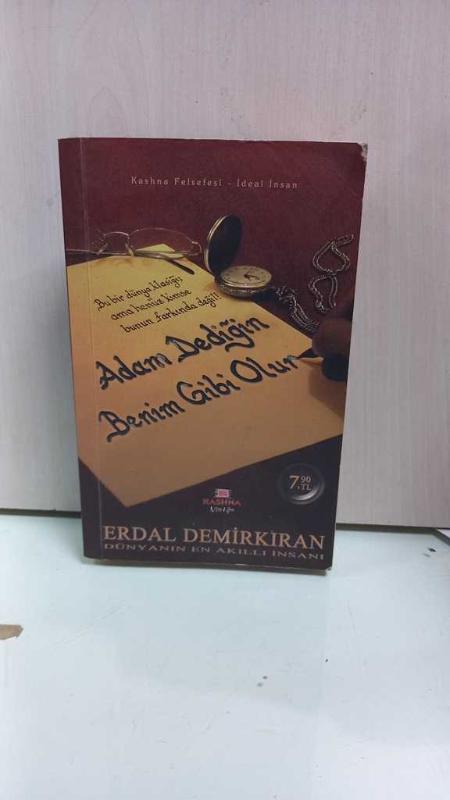 Kashna Felsefesi - İdeal İnsan
Bu bir dünya klasiği;
ama henüz kimse
bunun farkında değil!
Adam Dediğin
Benim Gibi Olur
7,90
TL
KASHNA
ERDAL DEMİRKIRAN
DÜNYANIN EN AKILLI İNSANI